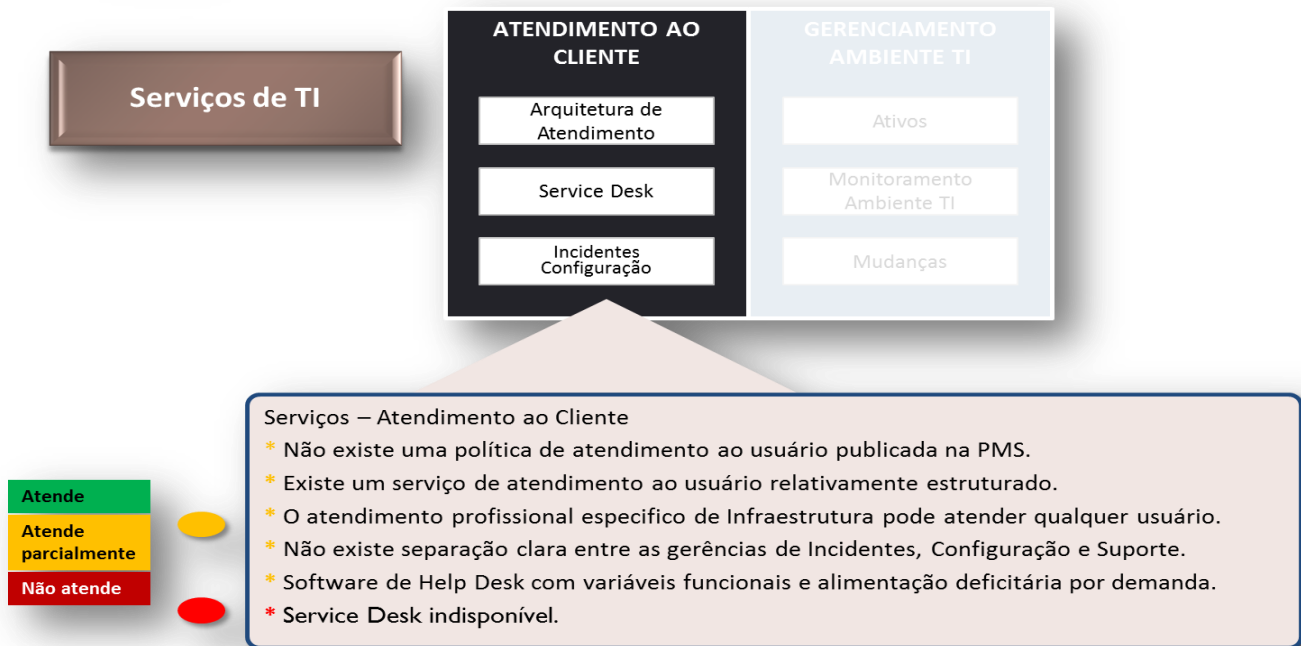 Serviços de TI
ATENDIMENTO AO
CLIENTE
Arquitetura de
Atendimento
Service Desk
Incidentes
Configuração
GERENCIAMENTO
AMBIENTE TI
Ativos
Monitoramento
Ambiente TI
Mudanças
Serviços – Atendimento ao Cliente
* Não existe uma política de atendimento ao usuário publicada na PMS.
* Existe um serviço de atendimento ao usuário relativamente estruturado.
* O atendimento profissional especifico de Infraestrutura pode atender qualquer usuário.
* Não existe separação clara entre as gerências de Incidentes, Configuração e Suporte.
* Software de Help Desk com variáveis funcionais e alimentação deficitária por demanda.
* Service Desk indisponível.
Atende
Atende
parcialmente
Não atende